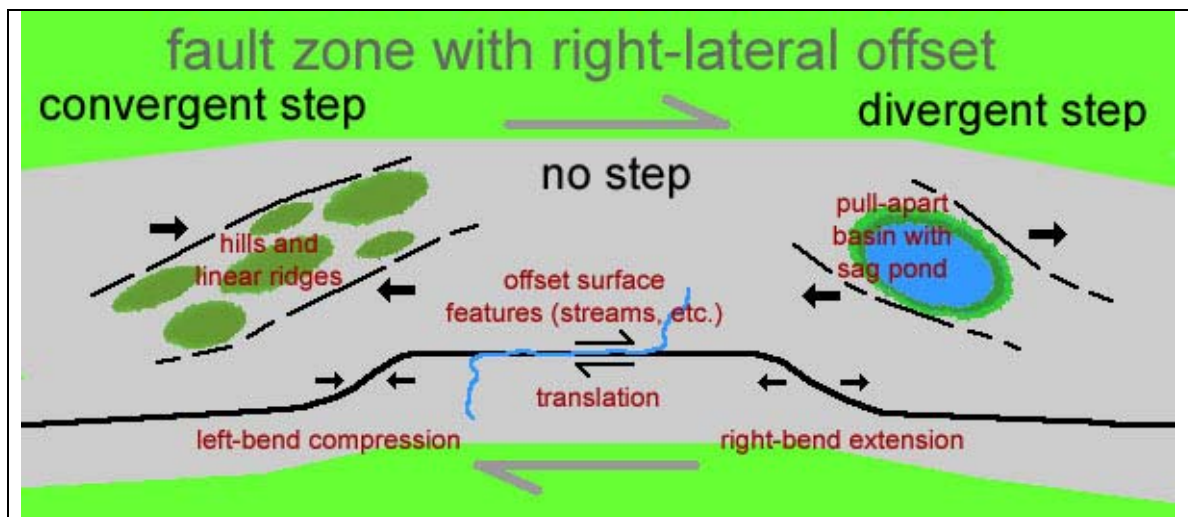 fault zone with right-lateral offset
convergent step
divergent step
no step
hills and
linear ridges
pull-apart
basin with
sag pond
offset surface
features (streams, etc.)
translation
left-bend compression
right-bend extension